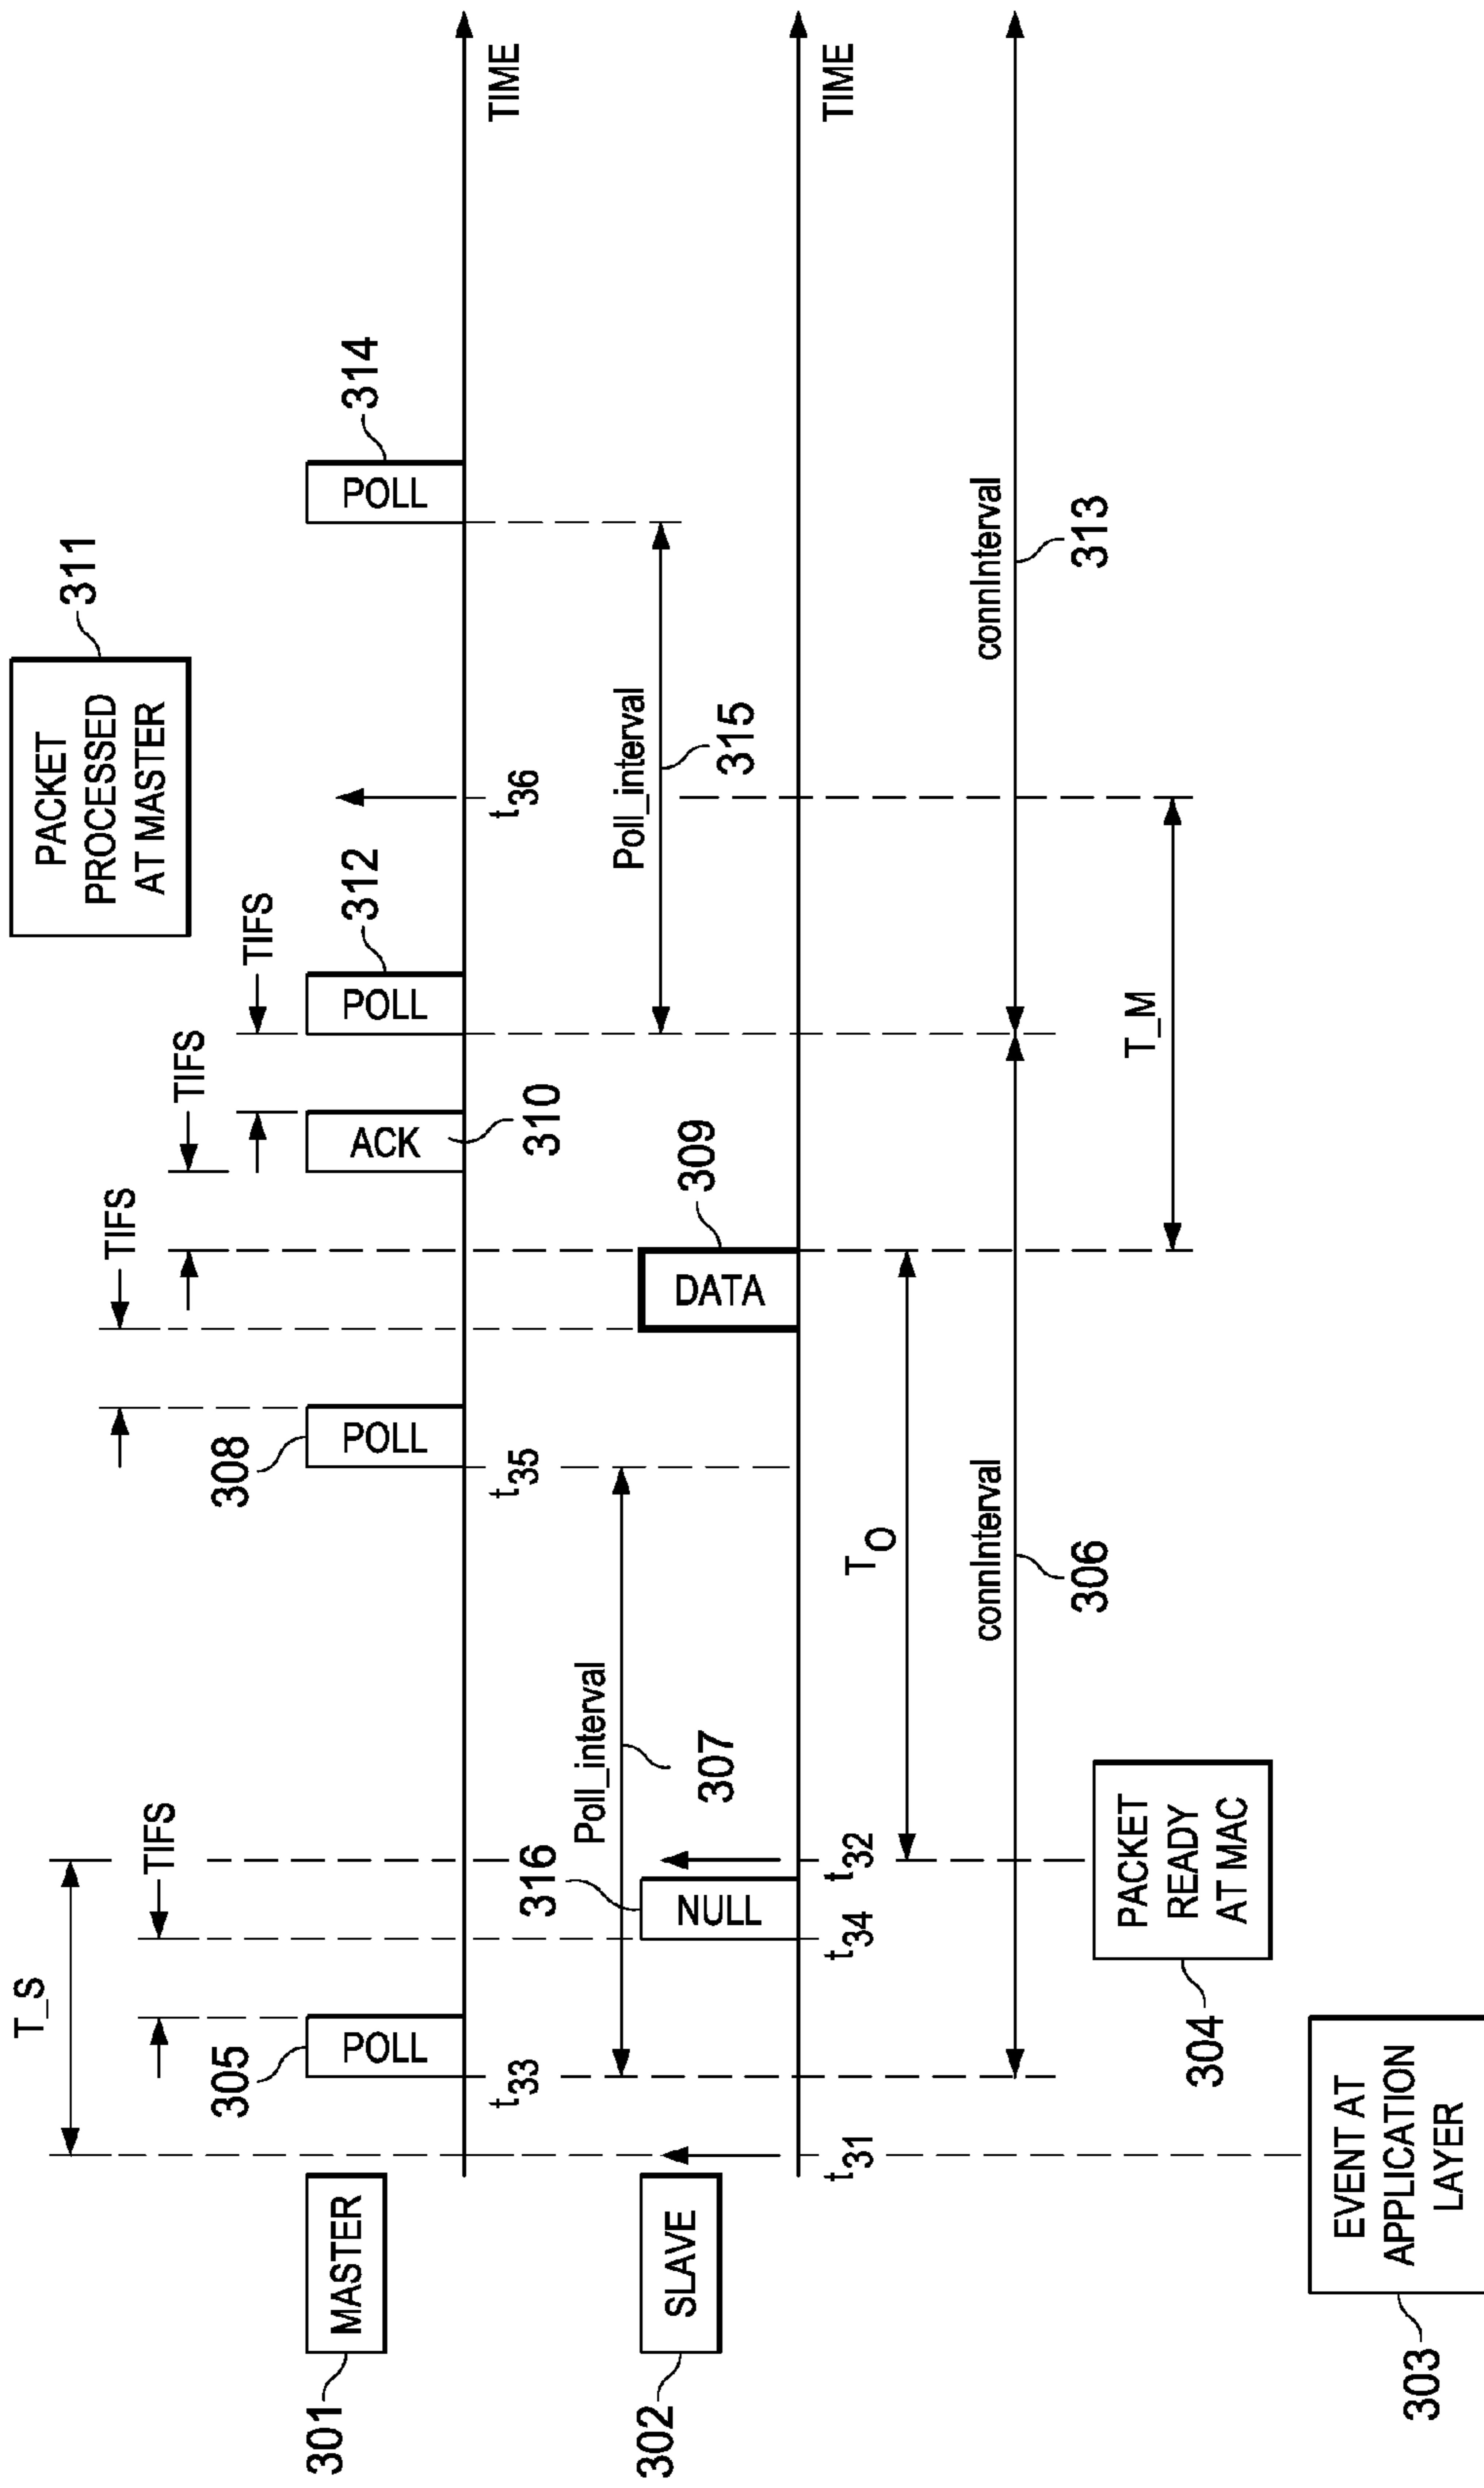 T_S
TIFS
TIFS
TIFS
TIFS
PACKET
PROCESSED
AT MASTER
311
301
MASTER
305
POLL
308
POLL
ACK
310
POLL
312
POLL
314
t33
t35
t36
TIME
Poll_interval
307
Poll_interval
315
302
SLAVE
316
NULL
DATA
309
t31
t34
t32
TIME
TO
connInterval
306
connInterval
313
T_M
PACKET
READY
AT MAC
304
EVENT AT
APPLICATION
LAYER
303